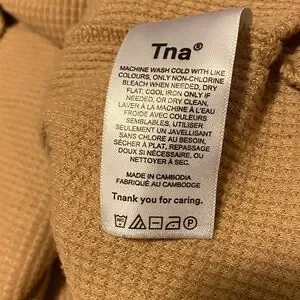 Tna®
MACHINE WASH COLD WITH LIKE
COLOURS, ONLY NON-CHLORINE
BLEACH WHEN NEEDED, DRY
FLAT, COOL IRON ONLY IF
NEEDED, OR DRY CLEAN.
LAVER À LA MACHINE À L'EAU
FROIDE AVEC COULEURS
SEMBLABLES, UTILISER
SEULEMENT UN JAVELLISANT
SANS CHLORE AU BESOIN,
SÉCHER À PLAT, REPASSAGE
DOUX SI NÉCESSAIRE, OU
NETTOYER À SEC.
MADE IN CAMBODIA
FABRIQUÉ AU CAMBODGE
Tnank you for caring.